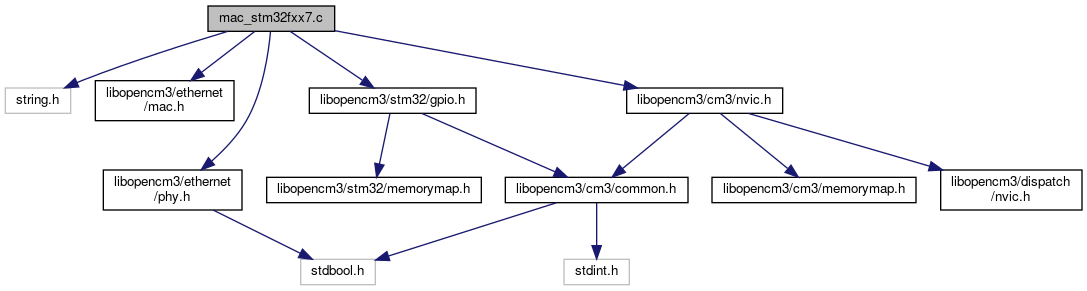 mac_stm32fxx7.c
string.h
libopencm3/ethernet
/mac.h
libopencm3/stm32/gpio.h
libopencm3/cm3/nvic.h
libopencm3/ethernet
/phy.h
libopencm3/stm32/memorymap.h
libopencm3/cm3/common.h
libopencm3/cm3/memorymap.h
libopencm3/dispatch
/nvic.h
stdbool.h
stdint.h